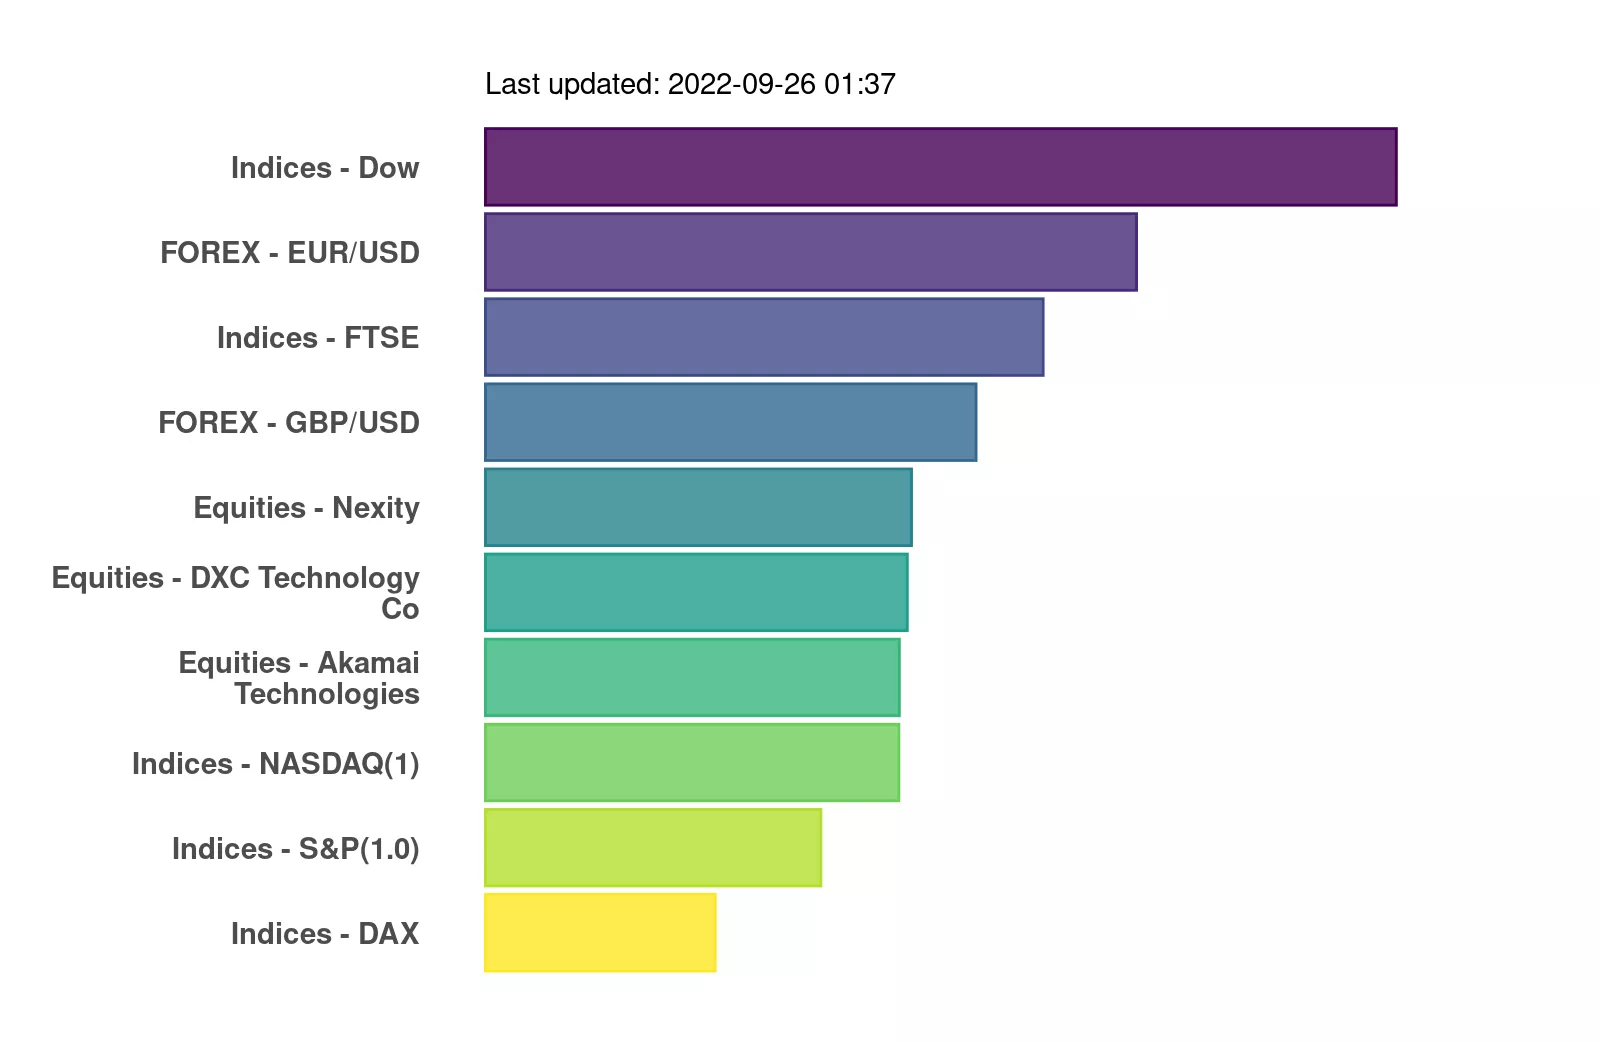 Last updated: 2022-09-26 01:37
Indices - Dow
FOREX - EUR/USD
Indices - FTSE
FOREX - GBP/USD
Equities - Nexity
Equities - DXC Technology
Co
Equities - Akamai
Technologies
Indices - NASDAQ(1)
Indices - S&P(1.0)
Indices - DAX